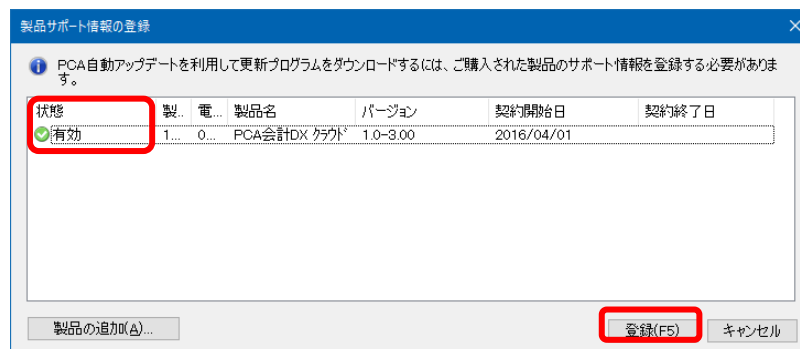 製品サポート情報の登録
PCA自動アップデートを利用して更新プログラムをダウンロードするには、ご購入された製品のサポート情報を登録する必要がありま
す。
状態 製.. 電... 製品名 バージョン 契約開始日 契約終了日
有効 1... 0... PCA会計DX クラウド 1.0-3.00 2016/04/01
製品の追加(A)... 登録(F5) キャンセル